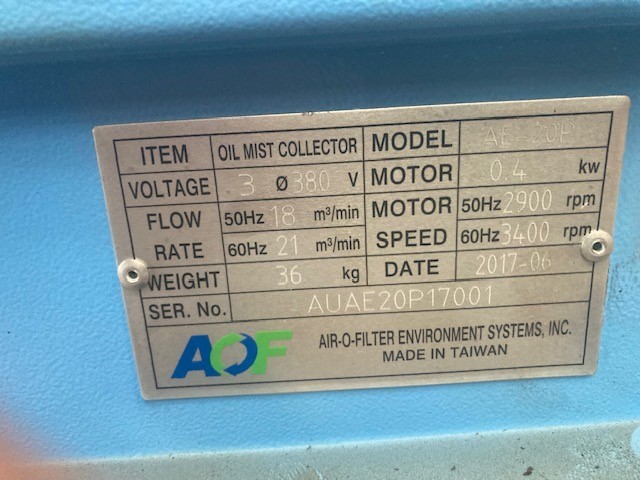 ITEM OIL MIST COLLECTOR MODEL AE-20P
VOLTAGE 3 Ø 380 V MOTOR 0.4 kw
FLOW RATE 50Hz 18 m³/min MOTOR SPEED 50Hz 2900 rpm
60Hz 21 m³/min 60Hz 3400 rpm
WEIGHT 36 kg DATE 2017-06
SER. No. AUAE20P17001
AOF AIR-O-FILTER ENVIRONMENT SYSTEMS, INC.
MADE IN TAIWAN